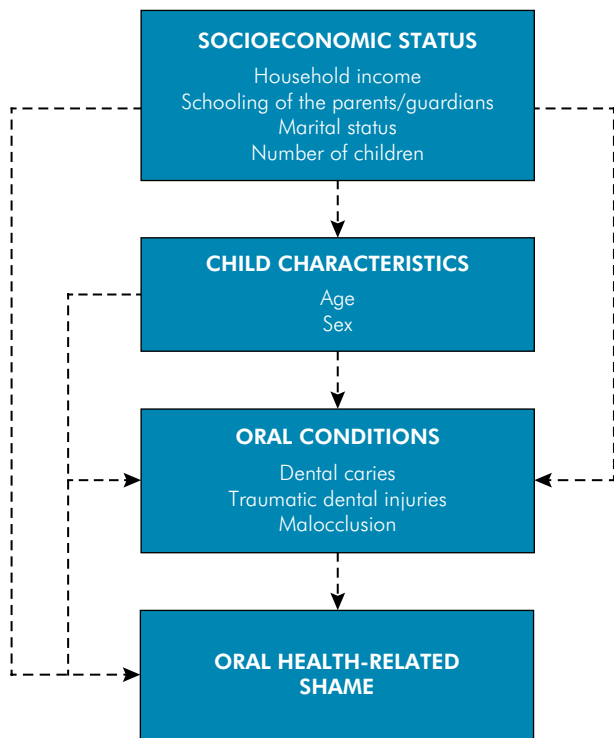 SOCIOECONOMIC STATUS
Household income
Schooling of the parents/guardians
Marital status
Number of children
CHILD CHARACTERISTICS
Age
Sex
ORAL CONDITIONS
Dental caries
Traumatic dental injuries
Malocclusion
ORAL HEALTH-RELATED
SHAME